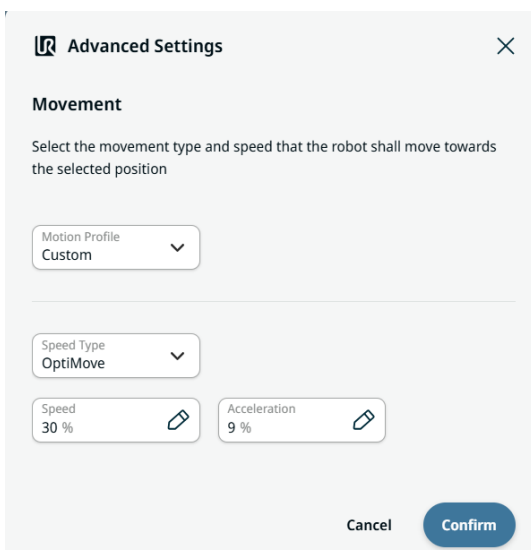 UR Advanced Settings
Movement
Select the movement type and speed that the robot shall move towards
the selected position
Motion Profile
Custom
Speed Type
OptiMove
Speed
30 %
Acceleration
9 %
Cancel
Confirm